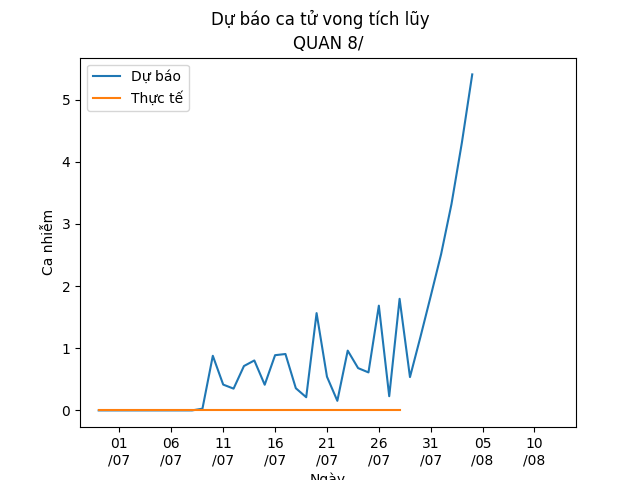 Dự báo ca tử vong tích lũy
QUAN 8/
Dự báo
Thực tế
Ca nhiễm
5
4
3
2
1
0
01 06 11 16 21 26 31 05 10
/07 /07 /07 /07 /07 /07 /07 /08 /08
Ngày